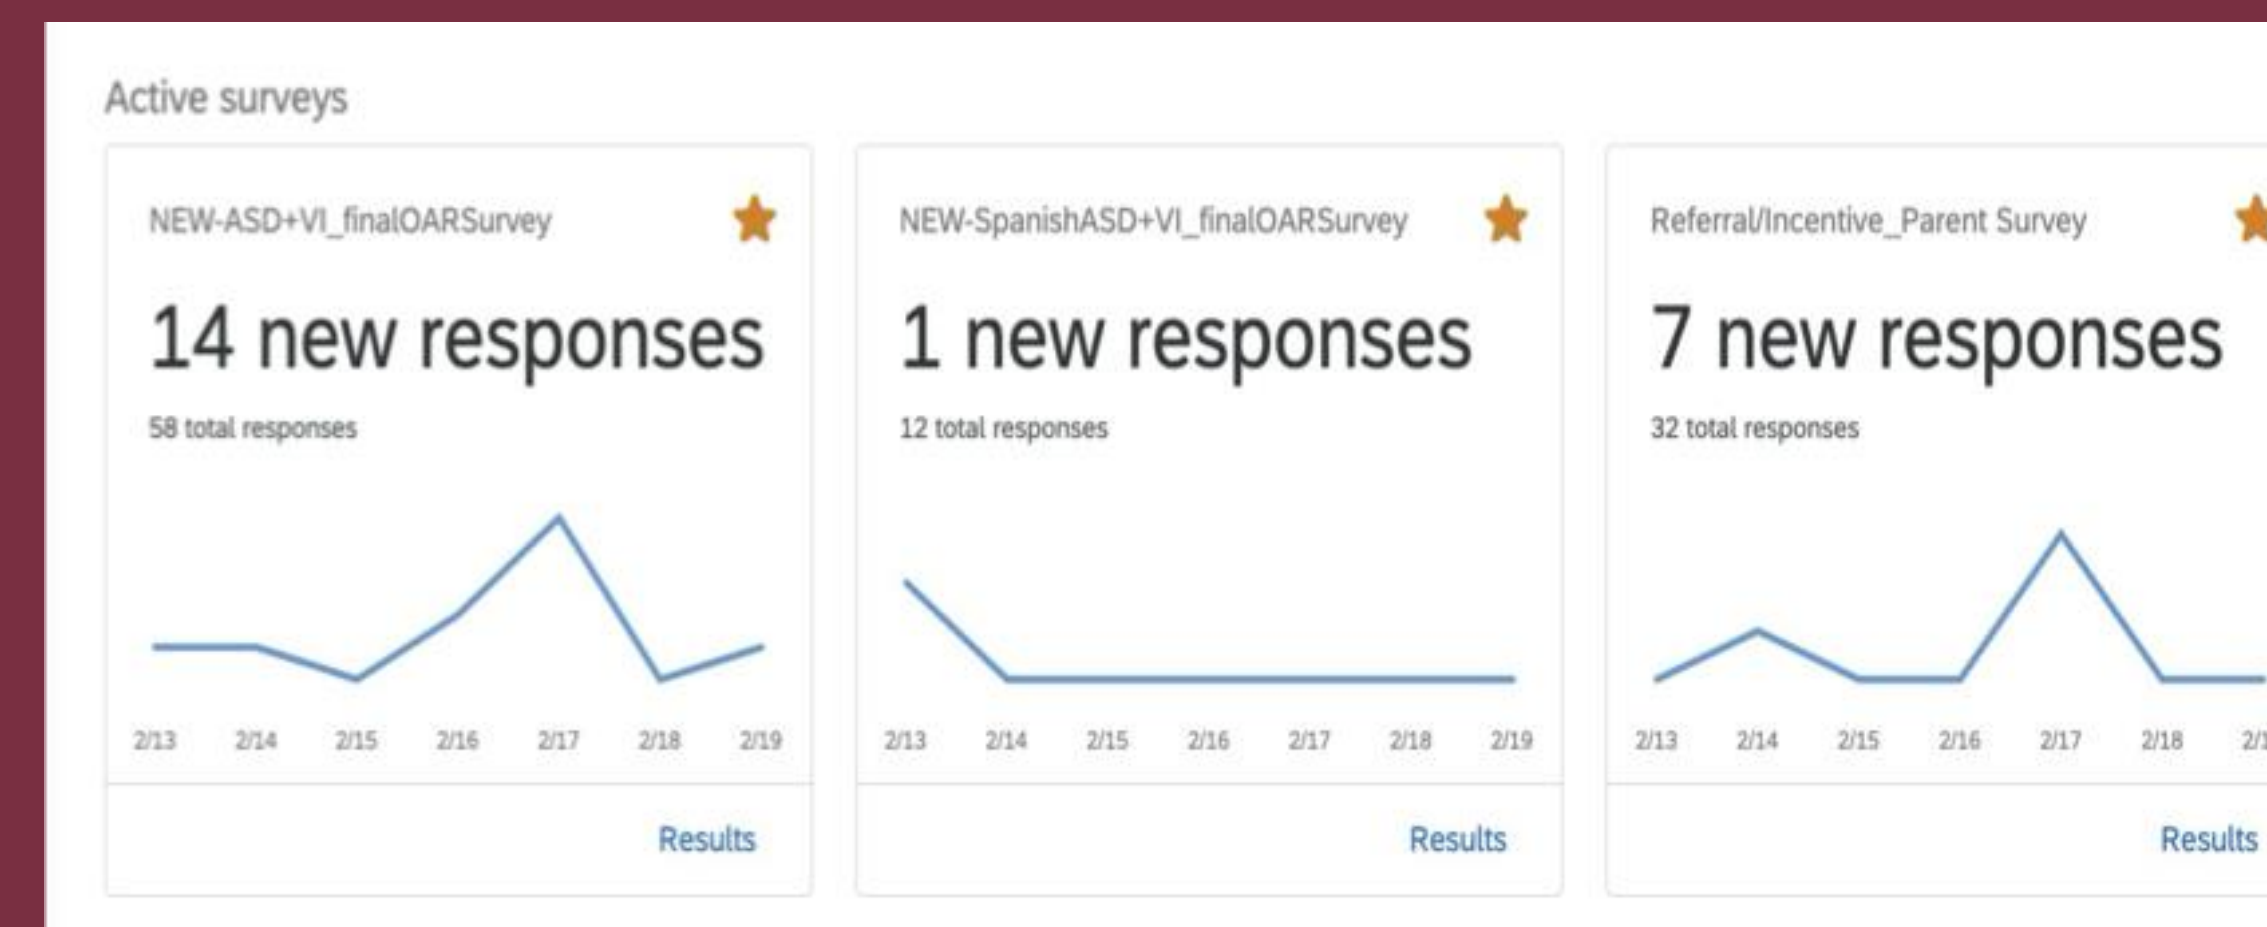 Active surveys
NEW-ASD+VI_finalOARSurvey
14 new responses
58 total responses
2/13 2/14 2/15 2/16 2/17 2/18 2/19
Results
NEW-SpanishASD+VI_finalOARSurvey
1 new responses
12 total responses
2/13 2/14 2/15 2/16 2/17 2/18 2/19
Results
Referral/Incentive_Parent Survey
7 new responses
32 total responses
2/13 2/14 2/15 2/16 2/17 2/18
Results